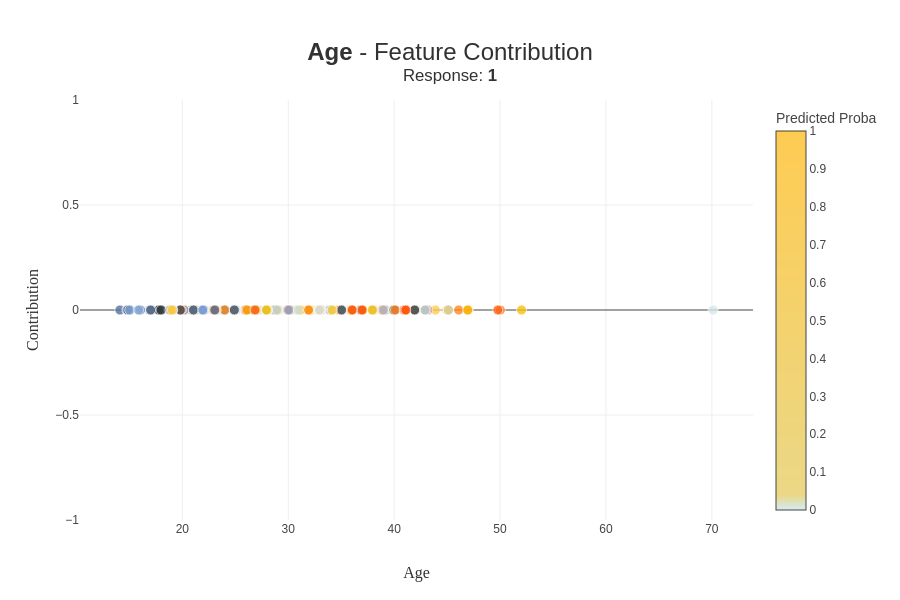 Age - Feature Contribution
Response: 1
Predicted Proba
1
0.9
0.8
0.7
0.6
0.5
0.4
0.3
0.2
0.1
0
Contribution
1
0.5
0
−0.5
−1
20 30 40 50 60 70
Age